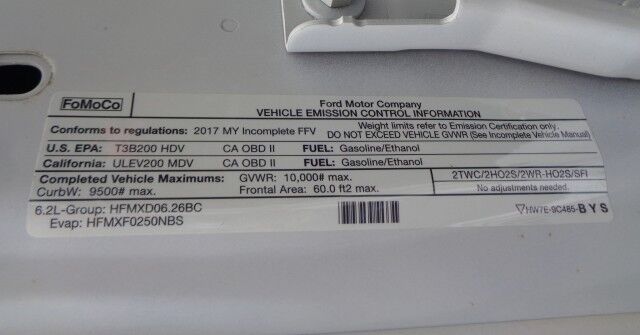 FoMoCo
Ford Motor Company
VEHICLE EMISSION CONTROL INFORMATION
Conforms to regulations: 2017 MY Incomplete FFV
Weight limits refer to Emission Certification only.
DO NOT EXCEED VEHICLE GVWR (See Incomplete Vehicle Manual)
U.S. EPA: T3B200 HDV CA OBD II FUEL: Gasoline/Ethanol
California: ULEV200 MDV CA OBD II FUEL: Gasoline/Ethanol
Completed Vehicle Maximums: GVWR: 10,000# max.
CurbW: 9500# max. Frontal Area: 60.0 ft2 max.
2TWC/2HO2S/2WR-HO2S/SFI
No adjustments needed.
6.2L-Group: HFMXD06.26BC
Evap: HFMXF0250NBS
HW7E-9C485-BYS